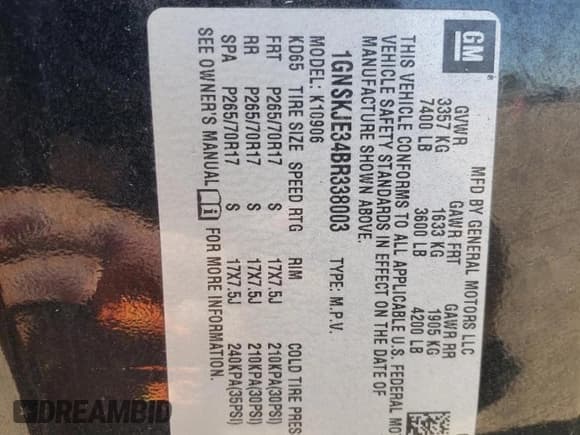 GM
MFD BY GENERAL MOTORS LLC
GVWR GAWR FRT GAWR RR
3357 KG 1633 KG 1905 KG
7400 LB 3600 LB 4200 LB
THIS VEHICLE CONFORMS TO ALL APPLICABLE U.S. FEDERAL MO
VEHICLE SAFETY STANDARDS IN EFFECT ON THE DATE OF
MANUFACTURE SHOWN ABOVE.
1GNSKJE34BR338003 TYPE: M.P.V.
MODEL: K10906
KD65 TIRE SIZE SPEED RTG RIM COLD TIRE PRES
FRT P265/70R17 S 17X7.5J 210KPA(30PSI)
RR P265/70R17 S 17X7.5J 210KPA(30PSI)
SPA P265/70R17 S 17X7.5J 240KPA(35PSI)
SEE OWNER'S MANUAL FOR MORE INFORMATION.
DREAMBID